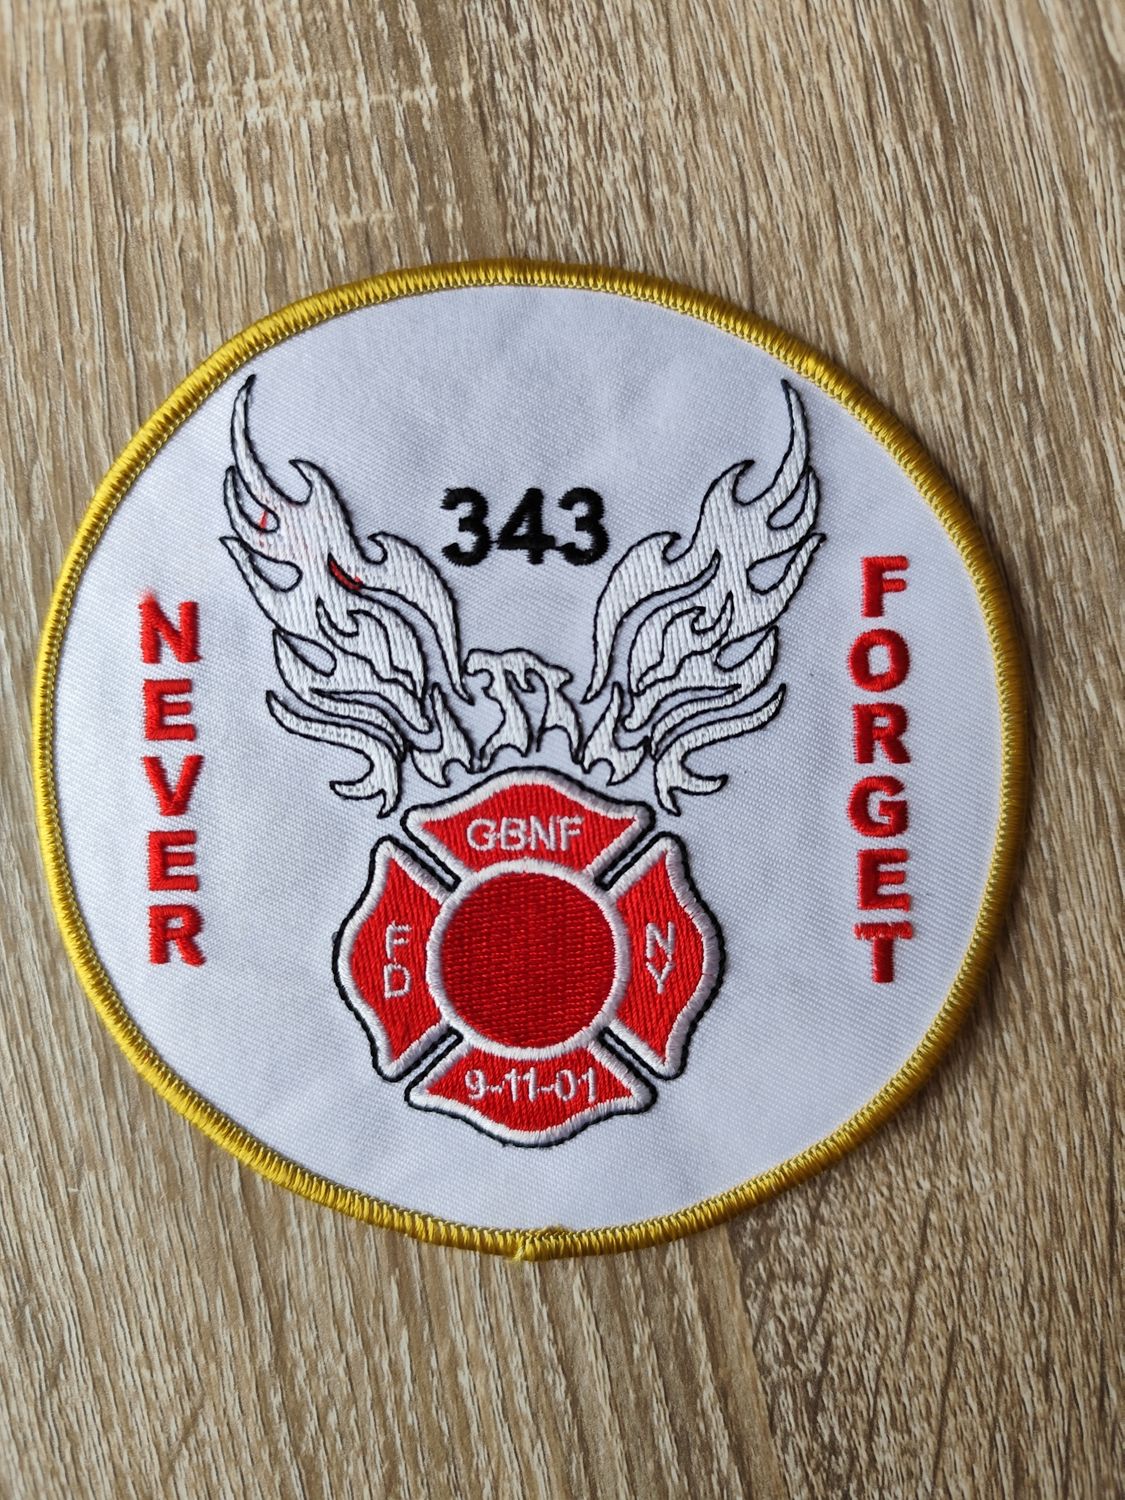 343
NEVER
FORGET
GBNF
FD
NY
9-11-01